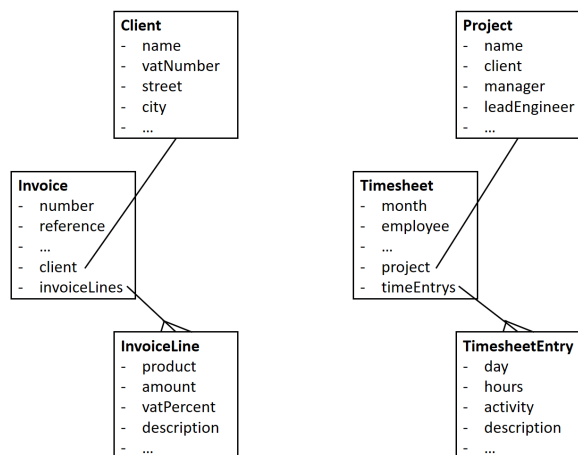 Client
- name
- vatNumber
- street
- city
- ...
Project
- name
- client
- manager
- leadEngineer
- ...
Invoice
- number
- reference
- ...
- client
- invoiceLines
Timesheet
- month
- employee
- ...
- project
- timeEntrys
InvoiceLine
- product
- amount
- vatPercent
- description
- ...
TimesheetEntry
- day
- hours
- activity
- description
- ...